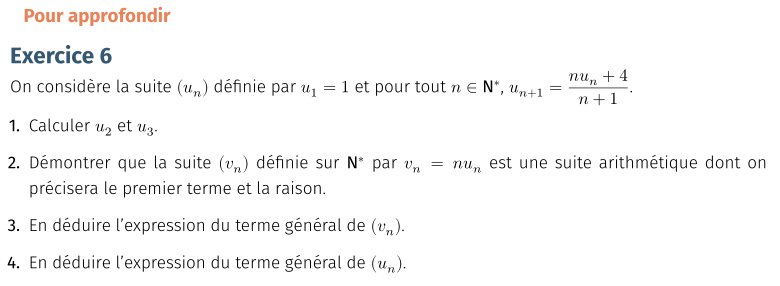 Pour approfondir
Exercice 6
On considère la suite (uₙ) définie par u₁ = 1 et pour tout n ∈ N*, uₙ₊₁ = (nuₙ + 4)/(n + 1).
1. Calculer u₂ et u₃.
2. Démontrer que la suite (vₙ) définie sur N* par vₙ = nuₙ est une suite arithmétique dont on
précisera le premier terme et la raison.
3. En déduire l'expression du terme général de (vₙ).
4. En déduire l'expression du terme général de (uₙ).